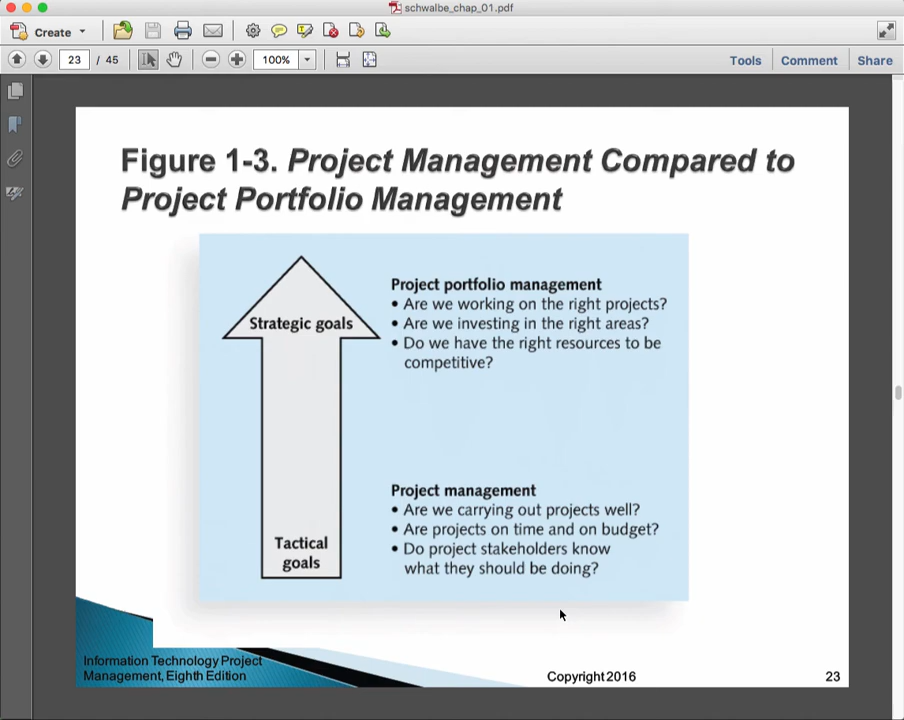 schwalbe_chap_01.pdf
Create
23 / 45
100%
Tools Comment Share
Figure 1-3. Project Management Compared to
Project Portfolio Management
Strategic goals
Project portfolio management
• Are we working on the right projects?
• Are we investing in the right areas?
• Do we have the right resources to be
competitive?
Tactical
goals
Project management
• Are we carrying out projects well?
• Are projects on time and on budget?
• Do project stakeholders know
what they should be doing?
Information Technology Project
Management, Eighth Edition
Copyright 2016
23